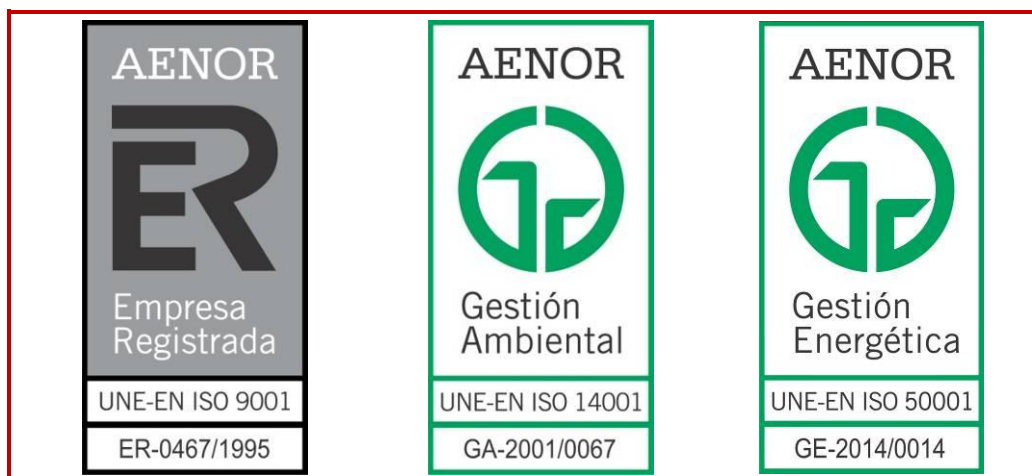 AENOR
ER
Empresa
Registrada
UNE-EN ISO 9001
ER-0467/1995
AENOR
Gestión
Ambiental
UNE-EN ISO 14001
GA-2001/0067
AENOR
Gestión
Energética
UNE-EN ISO 50001
GE-2014/0014